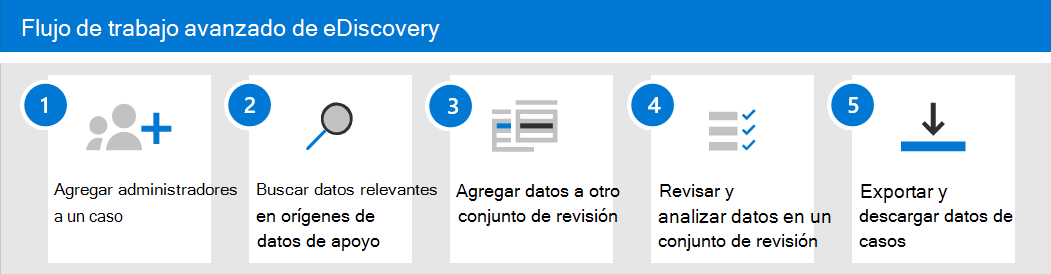 Flujo de trabajo avanzado de eDiscovery
1
Agregar administradores
a un caso
2
Buscar datos relevantes
en orígenes de
datos de apoyo
3
Agregar datos a otro
conjunto de revisión
4
Revisar y
analizar datos en un
conjunto de revisión
5
Exportar y
descargar datos de
casos